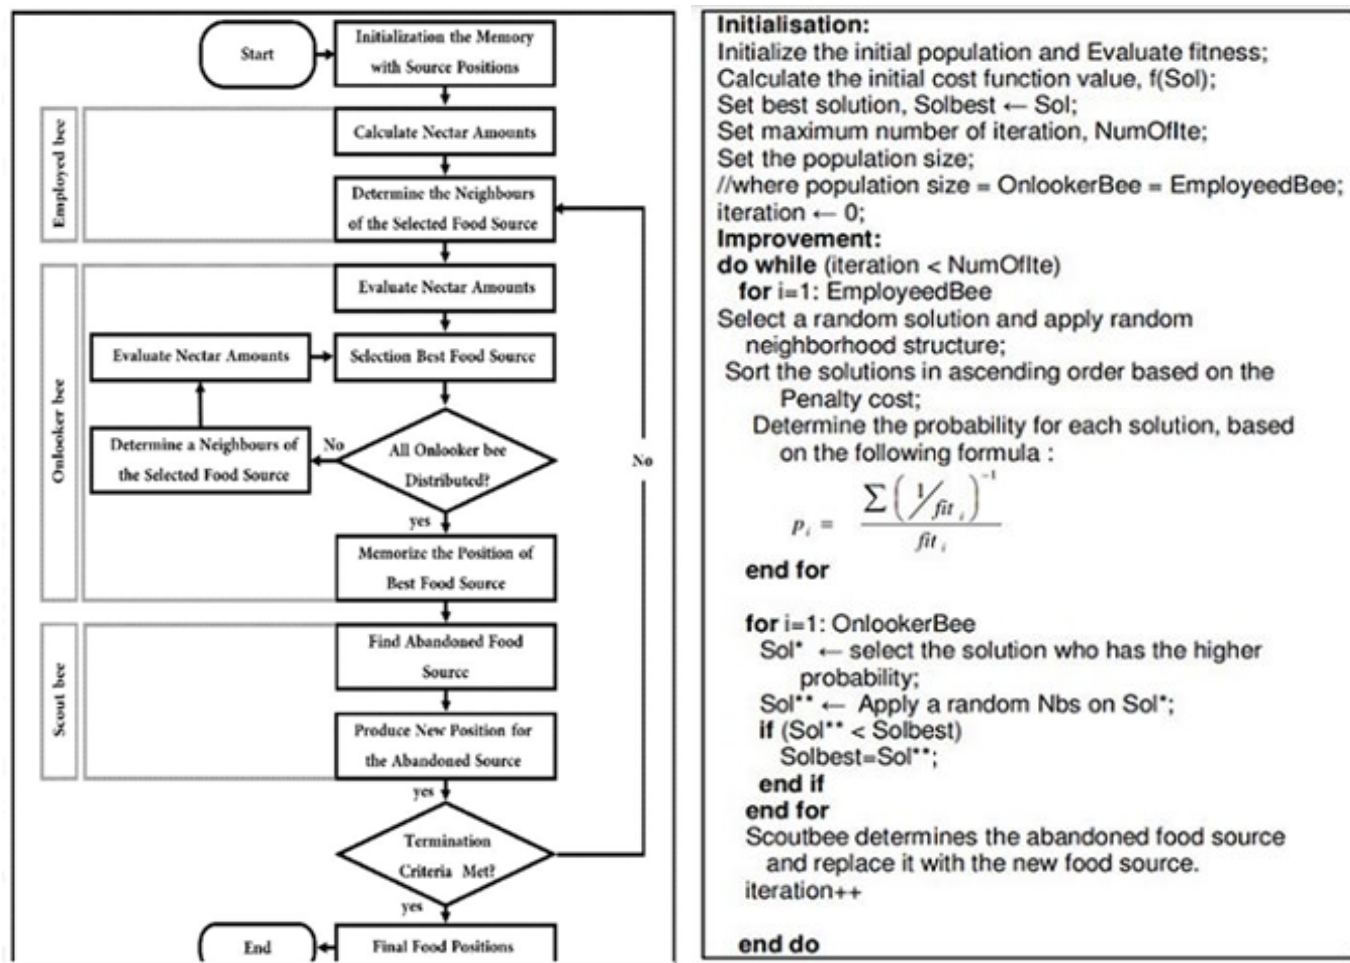 Start
Initialization the Memory
with Source Positions
Employed bee
Calculate Nectar Amounts
Determine the Neighbours
of the Selected Food Source
Onlooker bee
Evaluate Nectar Amounts
Evaluate Nectar Amounts
Selection Best Food Source
Determine a Neighbours of
the Selected Food Source
No
All Onlooker bee
Distributed?
No
yes
Memorize the Position of
Best Food Source
Scout bee
Find Abandoned Food
Source
Produce New Position for
the Abandoned Source
yes
Termination
Criteria Met?
yes
End
Final Food Positions
Initialisation:
Initialize the initial population and Evaluate fitness;
Calculate the initial cost function value, f(Sol);
Set best solution, Solbest ← Sol;
Set maximum number of iteration, NumOfIte;
Set the population size;
//where population size = OnlookerBee = EmployeedBee;
iteration ← 0;
Improvement:
do while (iteration < NumOfIte)
for i=1: EmployeedBee
Select a random solution and apply random
neighborhood structure;
Sort the solutions in ascending order based on the
Penalty cost;
Determine the probability for each solution, based
on the following formula :
p_i = ∑(1/fit_i)^-1 / fit_i
end for
for i=1: OnlookerBee
Sol* ← select the solution who has the higher
probability;
Sol** ← Apply a random Nbs on Sol*;
if (Sol** < Solbest)
Solbest=Sol**;
end if
end for
Scoutbee determines the abandoned food source
and replace it with the new food source.
iteration++
end do